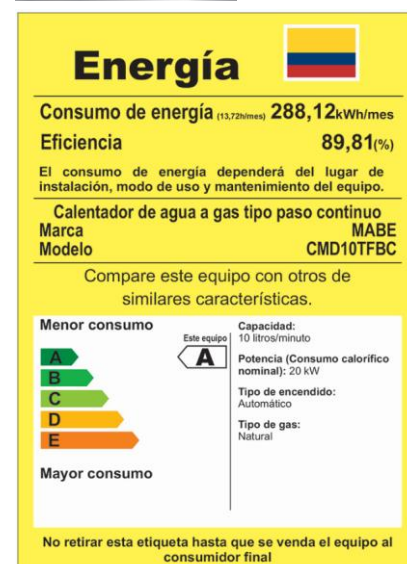 Energía
Consumo de energía (13,72h/mes) 288,12kWh/mes
Eficiencia 89,81(%)
El consumo de energía dependerá del lugar de
instalación, modo de uso y mantenimiento del equipo.
Calentador de agua a gas tipo paso continuo
Marca MABE
Modelo CMD10TFBC
Compare este equipo con otros de
similares características.
Menor consumo
Este equipo
A
A
B
C
D
E
Mayor consumo
Capacidad:
10 litros/minuto
Potencia (Consumo calorífico
nominal): 20 kW
Tipo de encendido:
Automático
Tipo de gas:
Natural
No retirar esta etiqueta hasta que se venda el equipo al
consumidor final